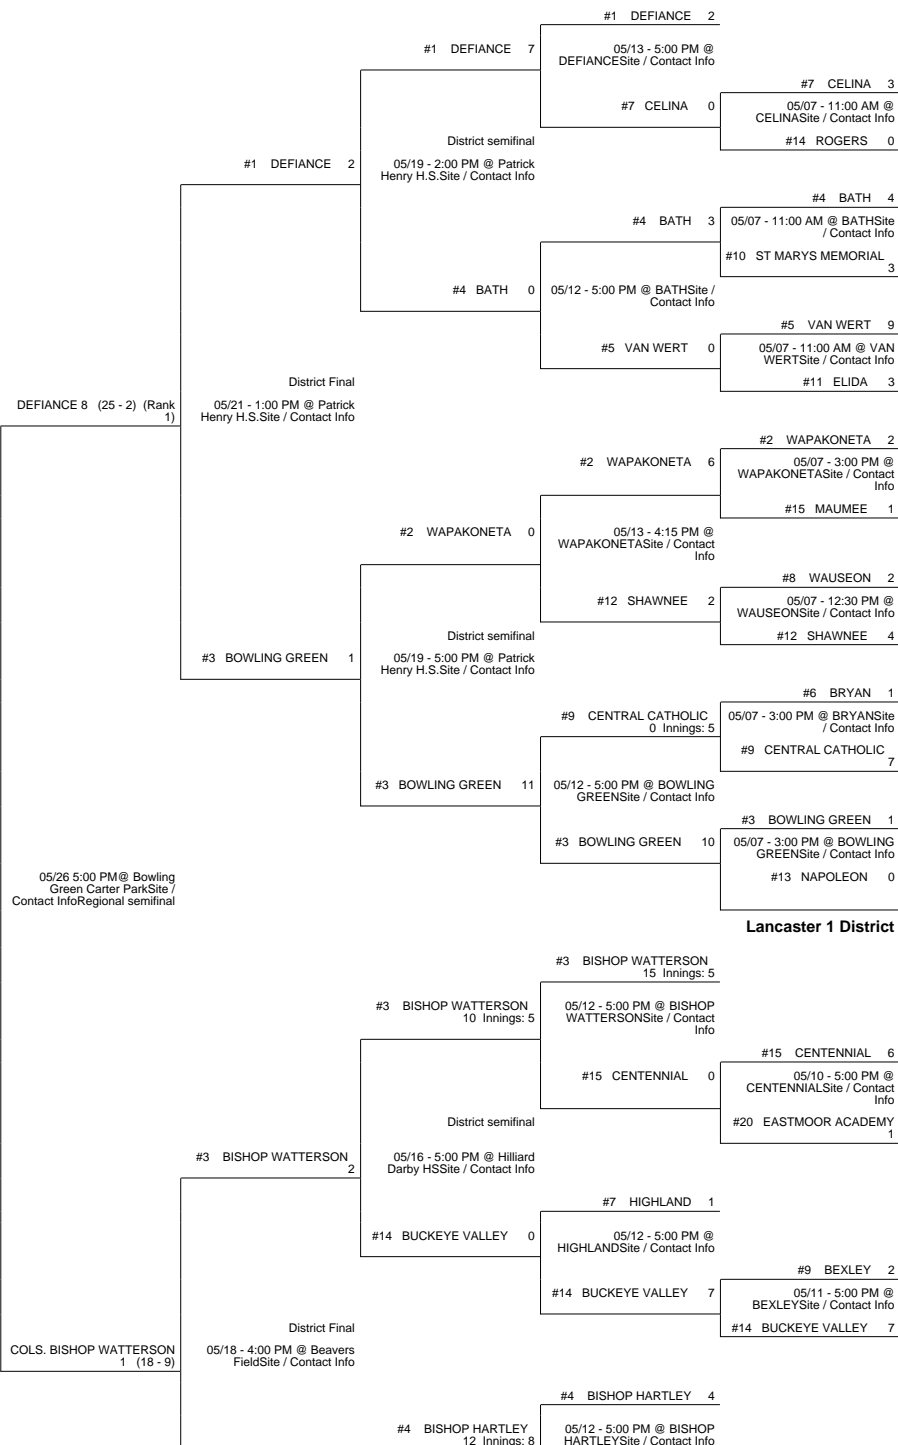 #1 DEFIANCE 2
#1 DEFIANCE 7
05/13 - 5:00 PM @
DEFIANCESite / Contact Info
#7 CELINA 3
#7 CELINA 0
05/07 - 11:00 AM @
CELINASite / Contact Info
District semifinal
#14 ROGERS 0
#1 DEFIANCE 2
05/19 - 2:00 PM @ Patrick
Henry H.S.Site / Contact Info
#4 BATH 4
#4 BATH 3
05/07 - 11:00 AM @ BATHSite
/ Contact Info
#10 ST MARYS MEMORIAL
3
#4 BATH 0
05/12 - 5:00 PM @ BATHSite /
Contact Info
#5 VAN WERT 9
#5 VAN WERT 0
05/07 - 11:00 AM @ VAN
WERTSite / Contact Info
District Final
#11 ELIDA 3
DEFIANCE 8 (25 - 2) (Rank
1)
05/21 - 1:00 PM @ Patrick
Henry H.S.Site / Contact Info
#2 WAPAKONETA 2
#2 WAPAKONETA 6
05/07 - 3:00 PM @
WAPAKONETASite / Contact
Info
#15 MAUMEE 1
#2 WAPAKONETA 0
05/13 - 4:15 PM @
WAPAKONETASite / Contact
Info
#8 WAUSEON 2
#12 SHAWNEE 2
05/07 - 12:30 PM @
WAUSEONSite / Contact Info
District semifinal
#12 SHAWNEE 4
#3 BOWLING GREEN 1
05/19 - 5:00 PM @ Patrick
Henry H.S.Site / Contact Info
#6 BRYAN 1
#9 CENTRAL CATHOLIC
0 Innings: 5
05/07 - 3:00 PM @ BRYANSite
/ Contact Info
#9 CENTRAL CATHOLIC
7
#3 BOWLING GREEN 11
05/12 - 5:00 PM @ BOWLING
GREENSite / Contact Info
#3 BOWLING GREEN 1
#3 BOWLING GREEN 10
05/07 - 3:00 PM @ BOWLING
GREENSite / Contact Info
#13 NAPOLEON 0
05/26 5:00 PM@ Bowling
Green Carter ParkSite /
Contact InfoRegional semifinal
Lancaster 1 District
#3 BISHOP WATTERSON
15 Innings: 5
#3 BISHOP WATTERSON
10 Innings: 5
05/12 - 5:00 PM @ BISHOP
WATTERSONSite / Contact
Info
#15 CENTENNIAL 6
#15 CENTENNIAL 0
05/10 - 5:00 PM @
CENTENNIALSite / Contact
Info
District semifinal
#20 EASTMOOR ACADEMY
1
#3 BISHOP WATTERSON
2
05/16 - 5:00 PM @ Hilliard
Darby HSSite / Contact Info
#7 HIGHLAND 1
#14 BUCKEYE VALLEY 0
05/12 - 5:00 PM @
HIGHLANDSite / Contact Info
#9 BEXLEY 2
#14 BUCKEYE VALLEY 7
05/11 - 5:00 PM @
BEXLEYSite / Contact Info
District Final
#14 BUCKEYE VALLEY 7
COLS. BISHOP WATTERSON
1 (18 - 9)
05/18 - 4:00 PM @ Beavers
FieldSite / Contact Info
#4 BISHOP HARTLEY 4
#4 BISHOP HARTLEY
12 Innings: 8
05/12 - 5:00 PM @ BISHOP
HARTLEYSite / Contact Info